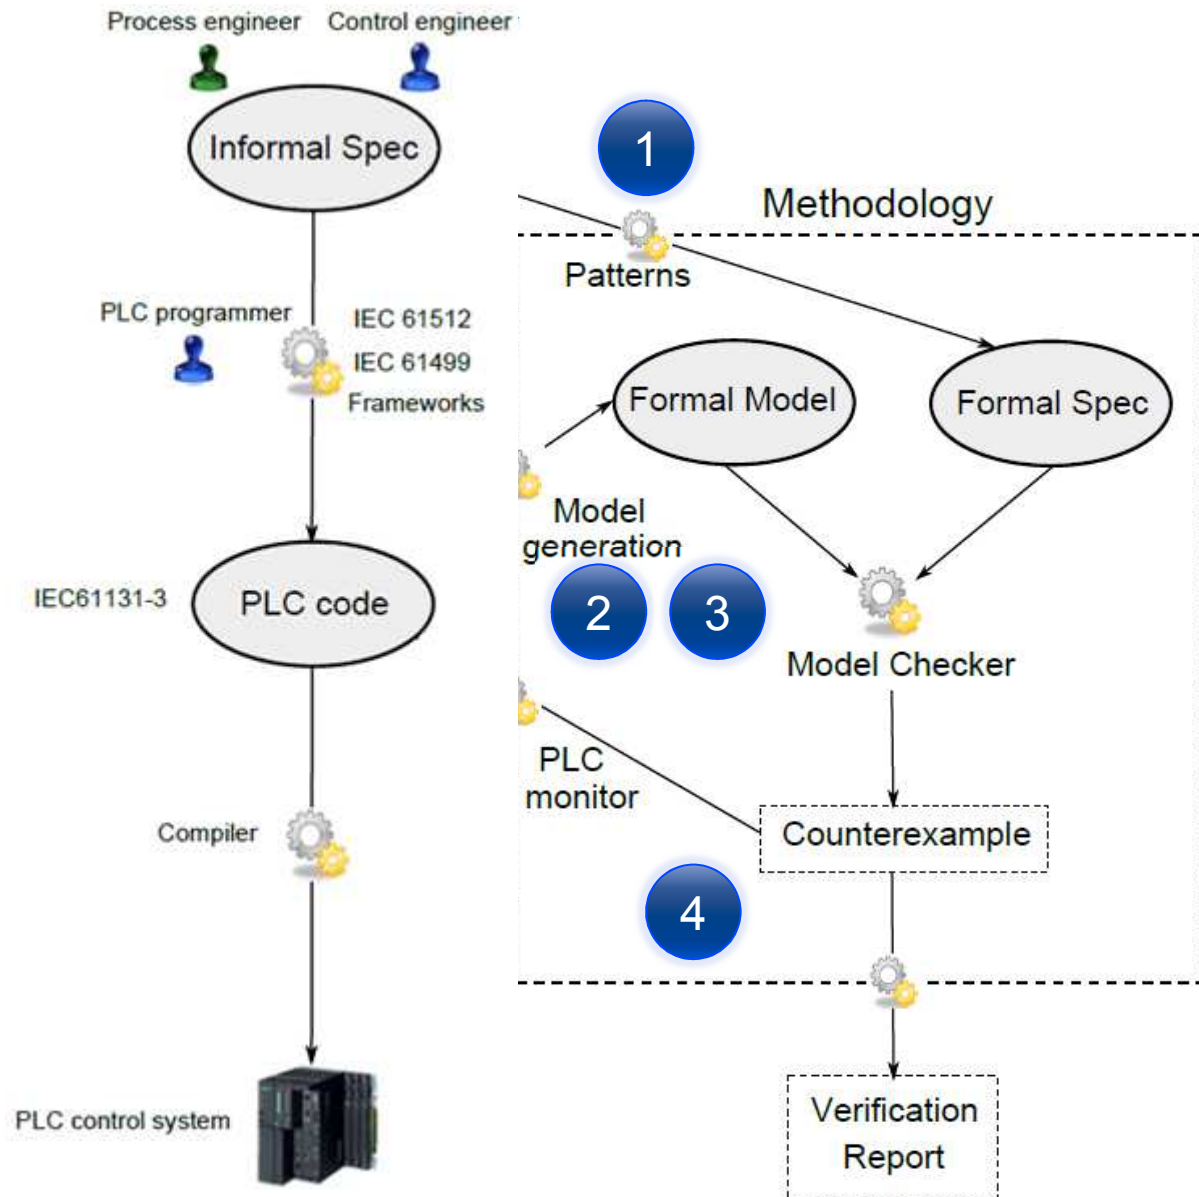 Process engineer
Control engineer
Informal Spec
1
Methodology
Patterns
PLC programmer
IEC 61512
IEC 61499
Frameworks
Formal Model
Formal Spec
Model
generation
2
3
IEC61131-3
PLC code
Model Checker
PLC
monitor
Compiler
Counterexample
4
PLC control system
Verification
Report